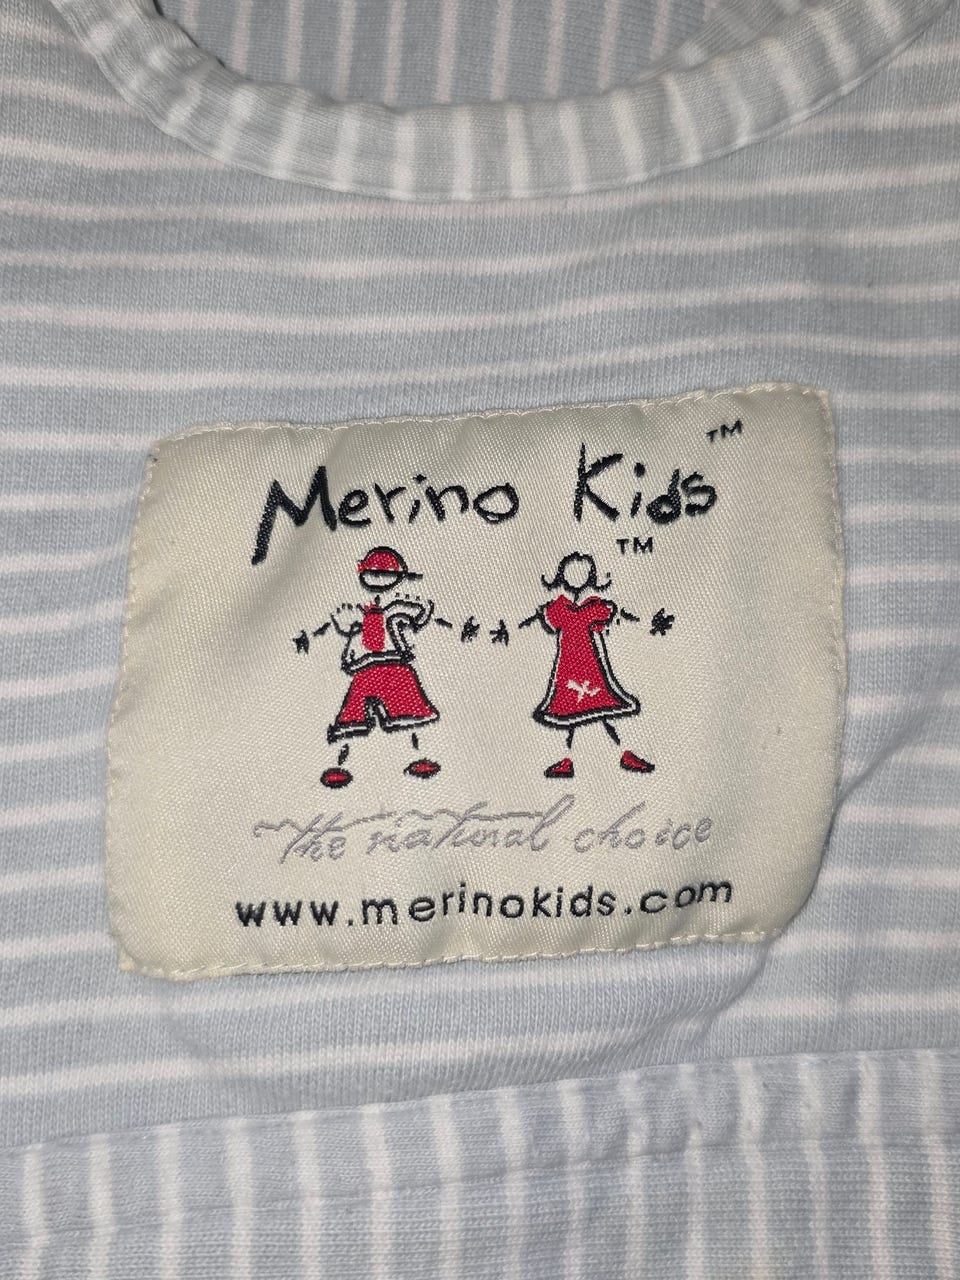 Merino Kids™
™
the natural choice
www.merinokids.com